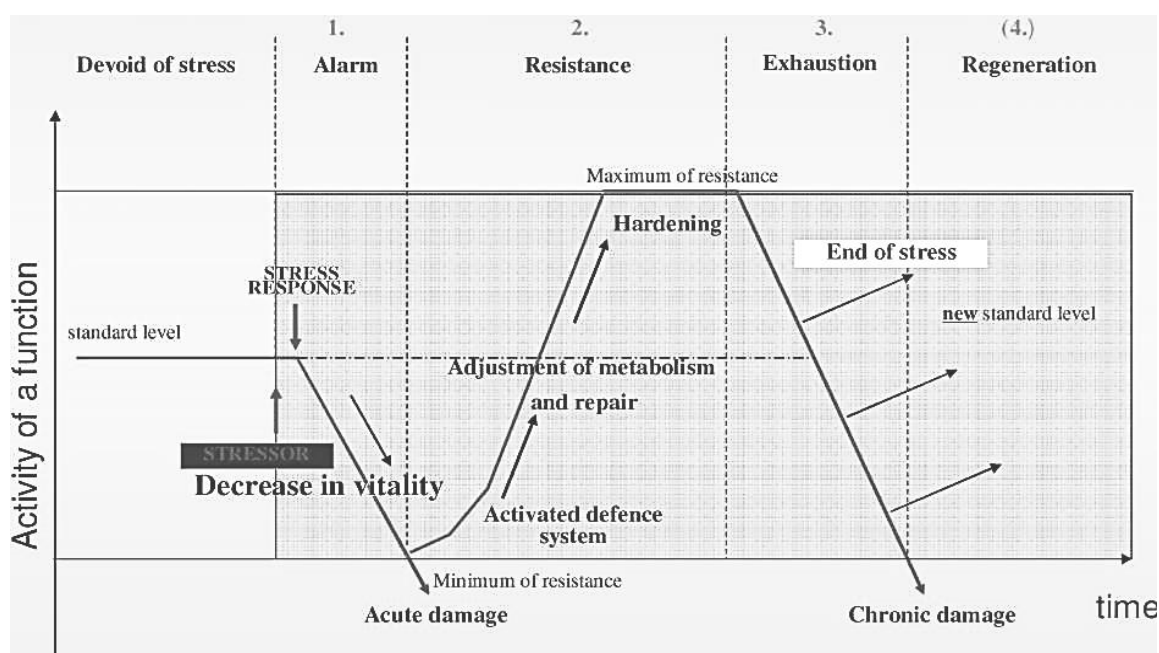 1.
2.
3.
(4.)
Devoid of stress
Alarm
Resistance
Exhaustion
Regeneration
Maximum of resistance
Hardening
End of stress
STRESS
RESPONSE
new standard level
standard level
Adjustment of metabolism
and repair
STRESSOR
Decrease in vitality
Activated defence
system
Minimum of resistance
Acute damage
Chronic damage
time
Activity of a function